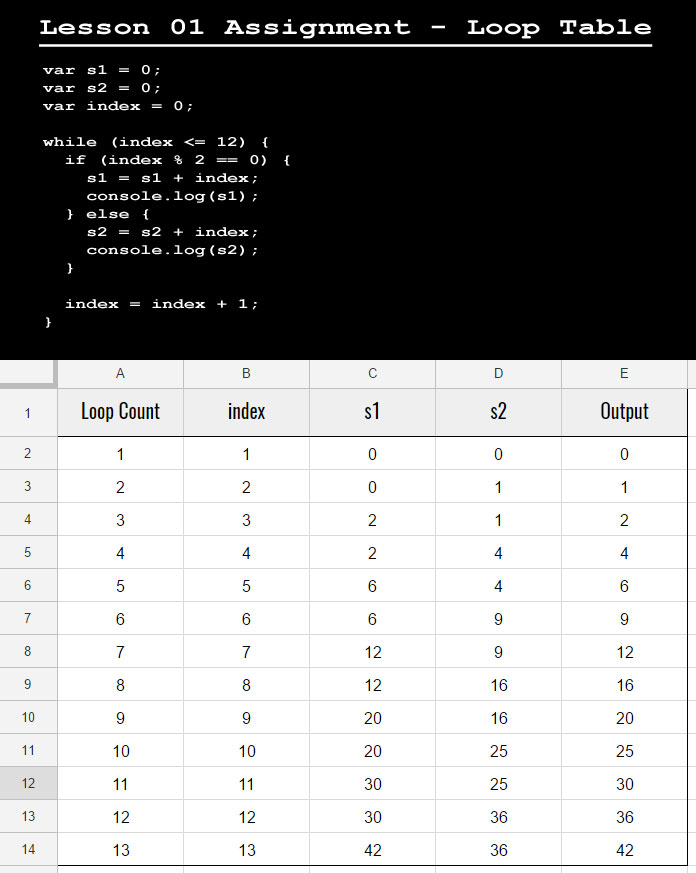 Lesson 01 Assignment - Loop Table
var s1 = 0;
var s2 = 0;
var index = 0;
while (index <= 12) {
if (index % 2 == 0) {
s1 = s1 + index;
console.log(s1);
} else {
s2 = s2 + index;
console.log(s2);
}
index = index + 1;
}
A B C D E
1 Loop Count index s1 s2 Output
2 1 1 0 0 0
3 2 2 0 1 1
4 3 3 2 1 2
5 4 4 2 4 4
6 5 5 6 4 6
7 6 6 6 9 9
8 7 7 12 9 12
9 8 8 12 16 16
10 9 9 20 16 20
11 10 10 20 25 25
12 11 11 30 25 30
13 12 12 30 36 36
14 13 13 42 36 42